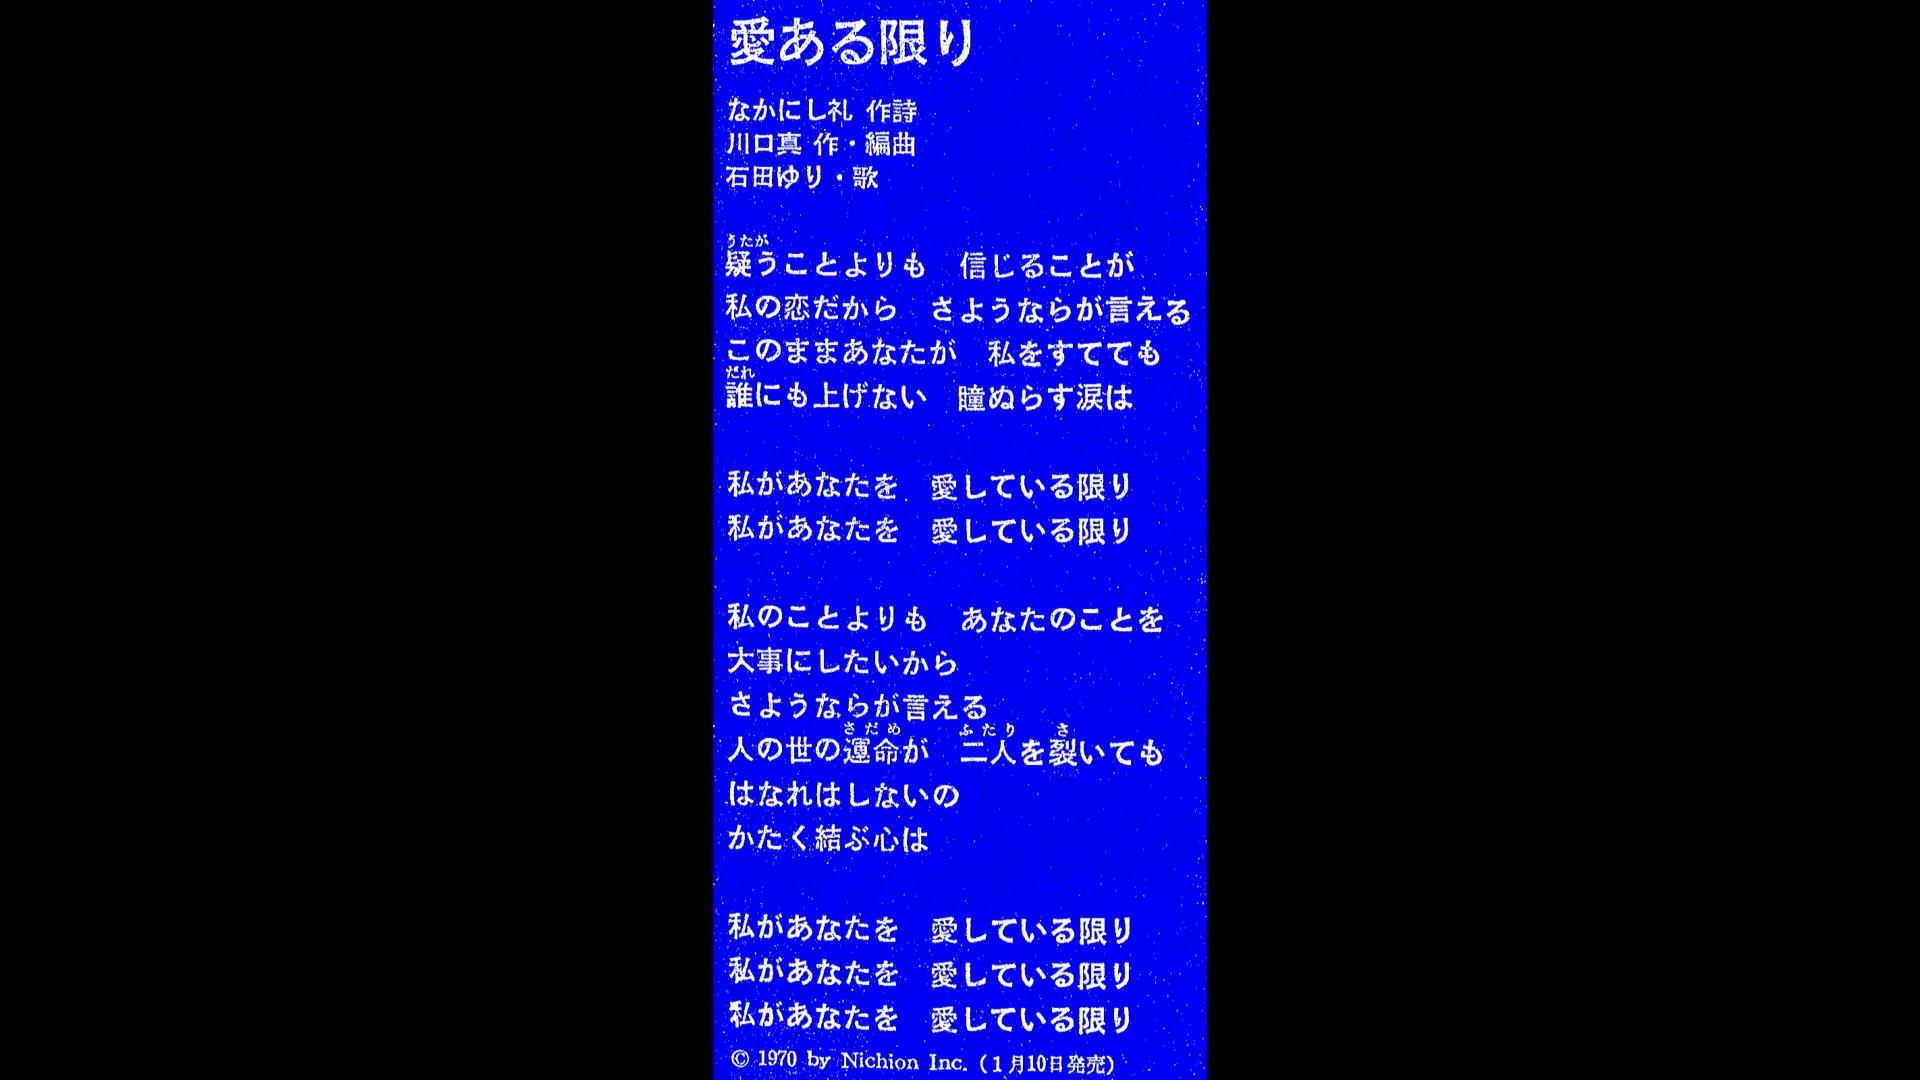 愛ある限り
なかにし礼 作詩
川口真 作・編曲
石田ゆり・歌
うたが
疑うことよりも　信じることが
私の恋だから　さようならが言える
このままあなたが　私をすてても
だれ
誰にも上げない　瞳ぬらす涙は
私があなたを　愛している限り
私があなたを　愛している限り
私のことよりも　あなたのことを
大事にしたいから
さようならが言える
さだめ　ふたり　さ
人の世の運命が　二人を裂いても
はなれはしないの
かたく結ぶ心は
私があなたを　愛している限り
私があなたを　愛している限り
私があなたを　愛している限り
© 1970 by Nichion Inc. (1月10日発売)